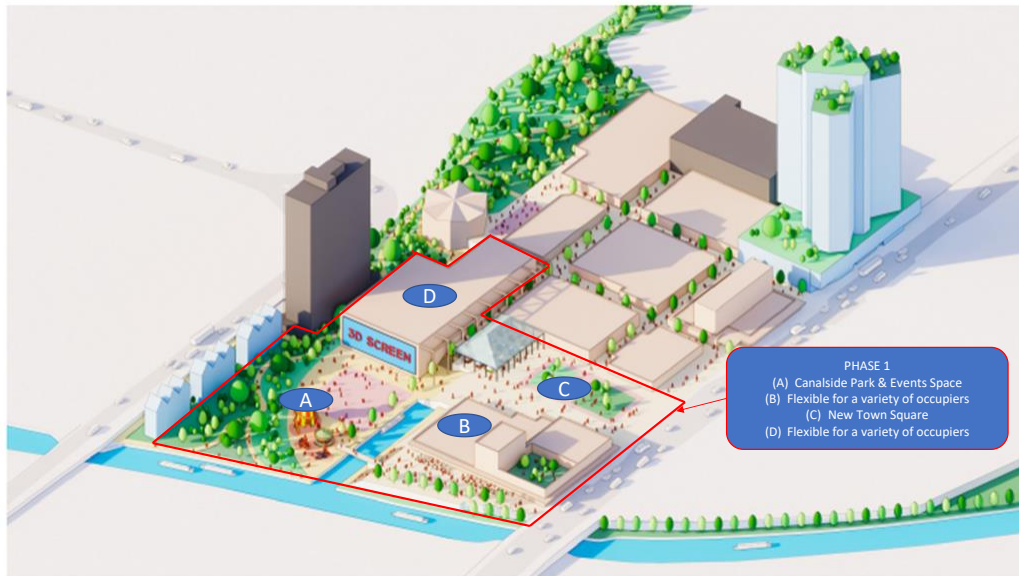 D
3D SCREEN
A
C
B
PHASE 1
(A) Canalside Park & Events Space
(B) Flexible for a variety of occupiers
(C) New Town Square
(D) Flexible for a variety of occupiers